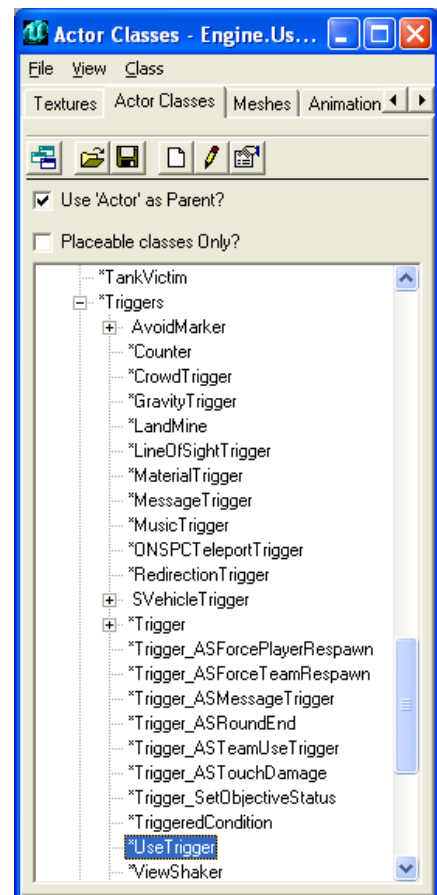 Actor Classes - Engine.Us...
File View Class
Textures Actor Classes Meshes Animation
Use 'Actor' as Parent?
Placeable classes Only?
*TankVictim
*Triggers
AvoidMarker
*Counter
*CrowdTrigger
*GravityTrigger
*LandMine
*LineOfSightTrigger
*MaterialTrigger
*MessageTrigger
*MusicTrigger
*ONSPCTeleportTrigger
*RedirectionTrigger
SVehicleTrigger
*Trigger
*Trigger_ASForcePlayerRespawn
*Trigger_ASForceTeamRespawn
*Trigger_ASMessageTrigger
*Trigger_ASRoundEnd
*Trigger_ASTeamUseTrigger
*Trigger_ASTouchDamage
*Trigger_SetObjectiveStatus
*TriggeredCondition
*UseTrigger
*ViewShaker